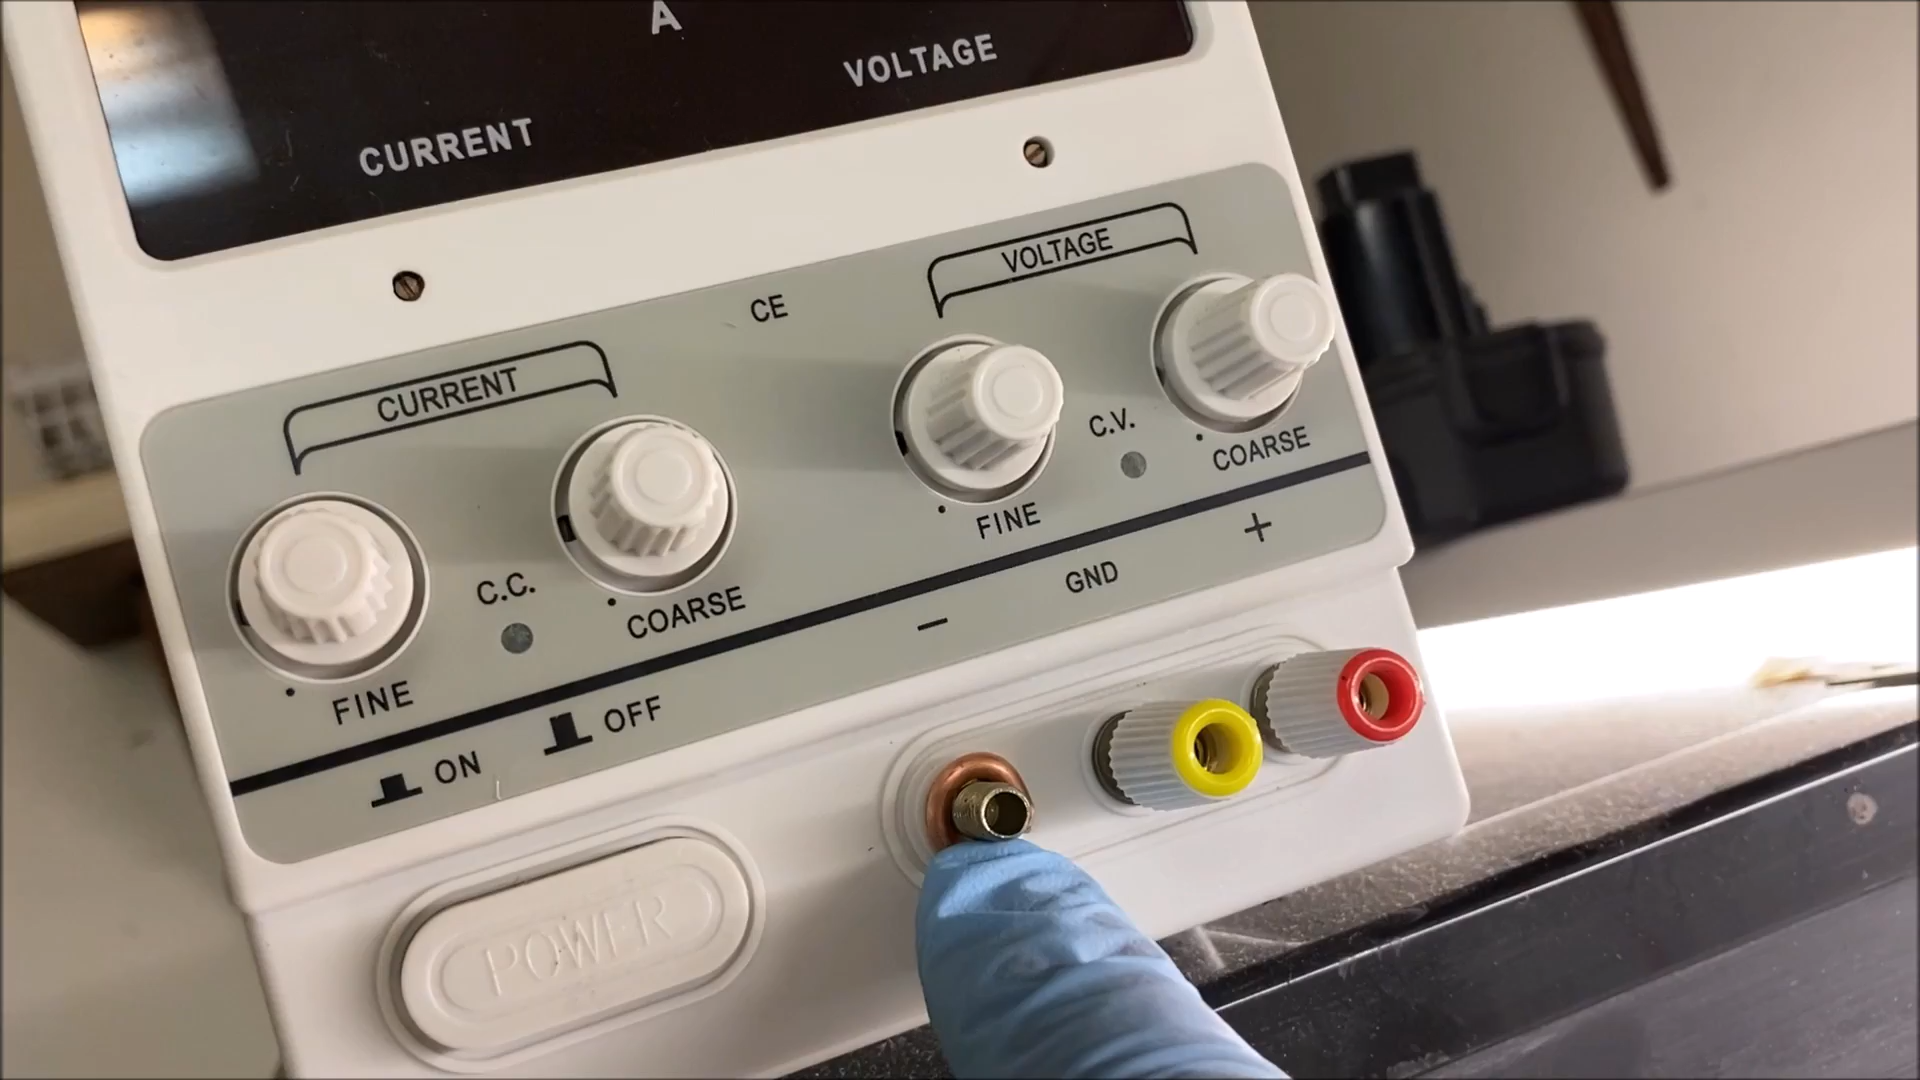 A
VOLTAGE
CURRENT
VOLTAGE
CE
CURRENT
C.V.
COARSE
FINE
C.C.
COARSE
+
GND
−
FINE
OFF
ON
POWER